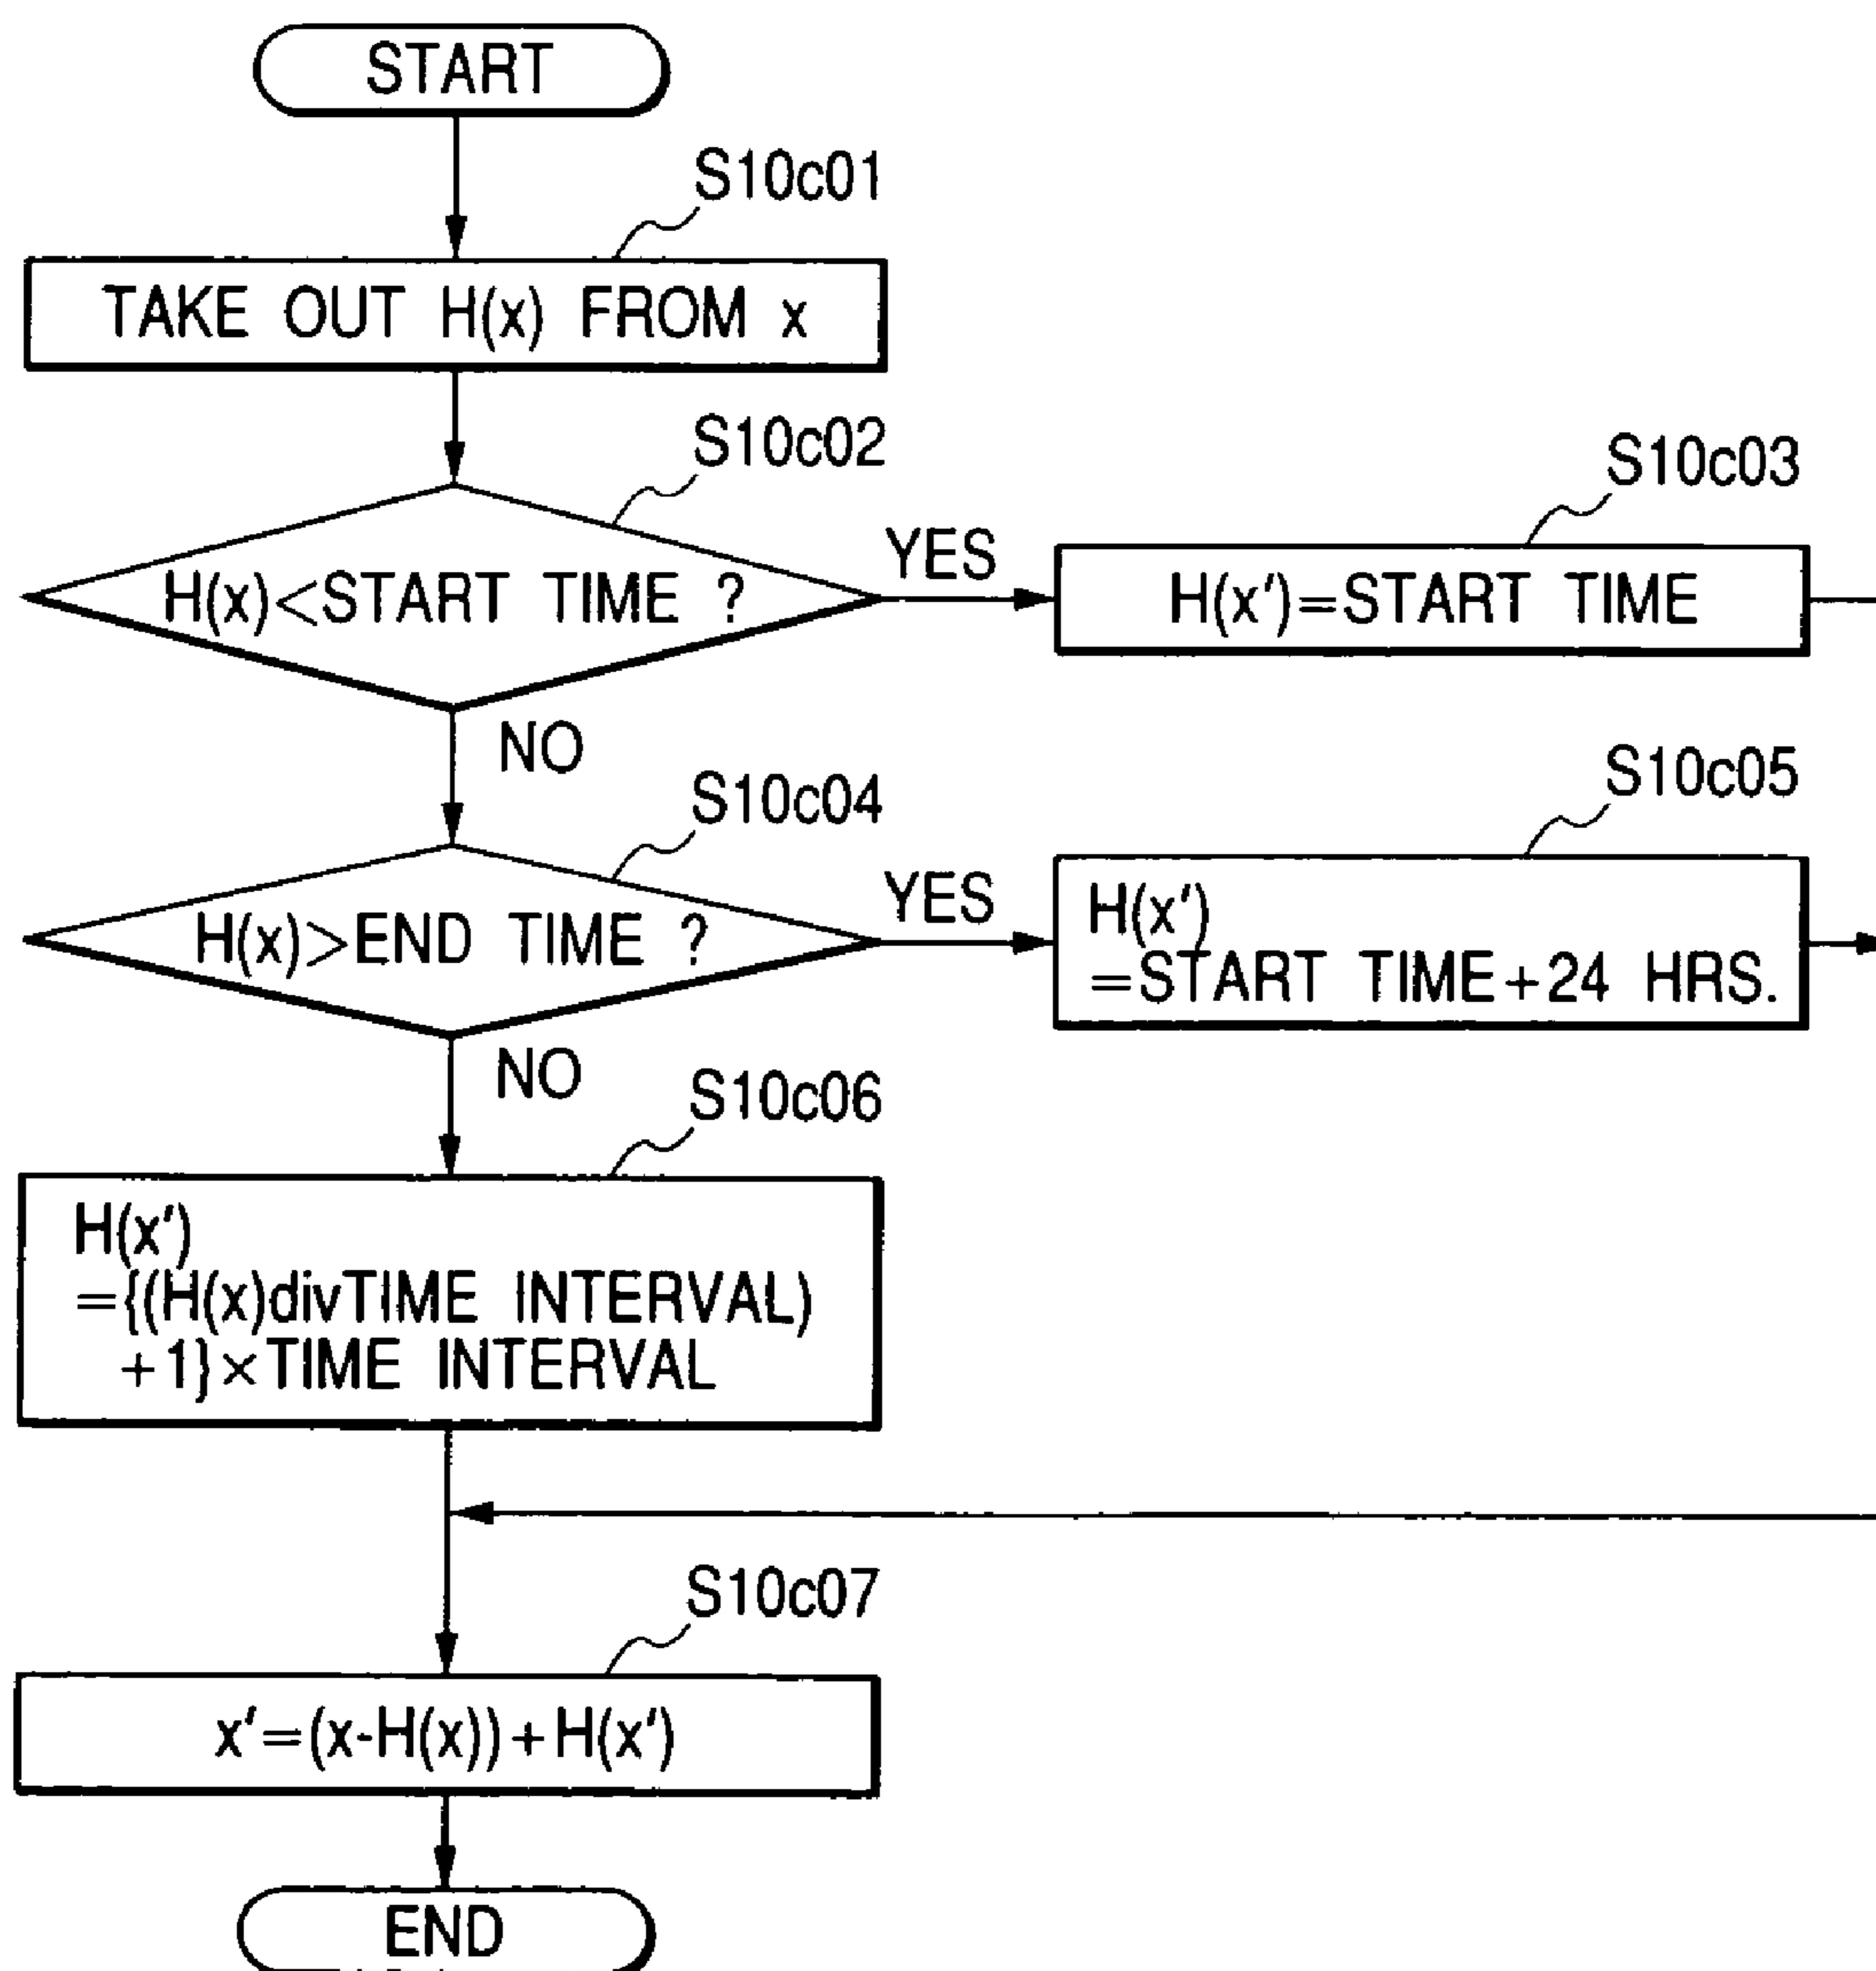 START
S10c01
TAKE OUT H(x) FROM x
S10c02
H(x)<START TIME ?
YES
S10c03
H(x')=START TIME
NO
S10c04
H(x)>END TIME ?
YES
S10c05
H(x')
=START TIME+24 HRS.
NO
S10c06
H(x')
={(H(x)divTIME INTERVAL)
+1}×TIME INTERVAL
S10c07
x'=(x-H(x))+H(x')
END